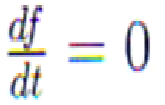 df/dt = 0